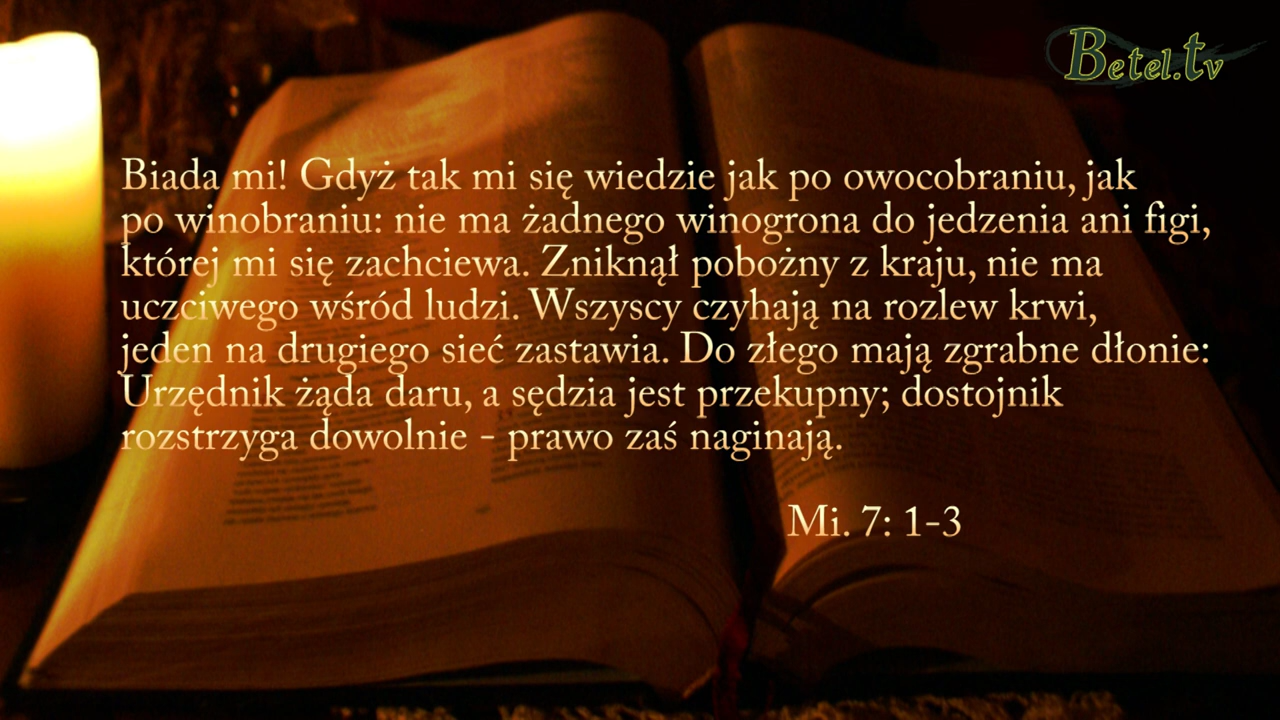 Betel.tv
Biada mi! Gdyż tak mi się wiedzie jak po owocobraniu, jak
po winobraniu: nie ma żadnego winogrona do jedzenia ani figi,
której mi się zachciewa. Zniknął pobożny z kraju, nie ma
uczciwego wśród ludzi. Wszyscy czyhają na rozlew krwi,
jeden na drugiego sieć zastawia. Do złego mają zgrabne dłonie:
Urzędnik żąda daru, a sędzia jest przekupny; dostojnik
rozstrzyga dowolnie - prawo zaś naginają.
Mi. 7: 1-3